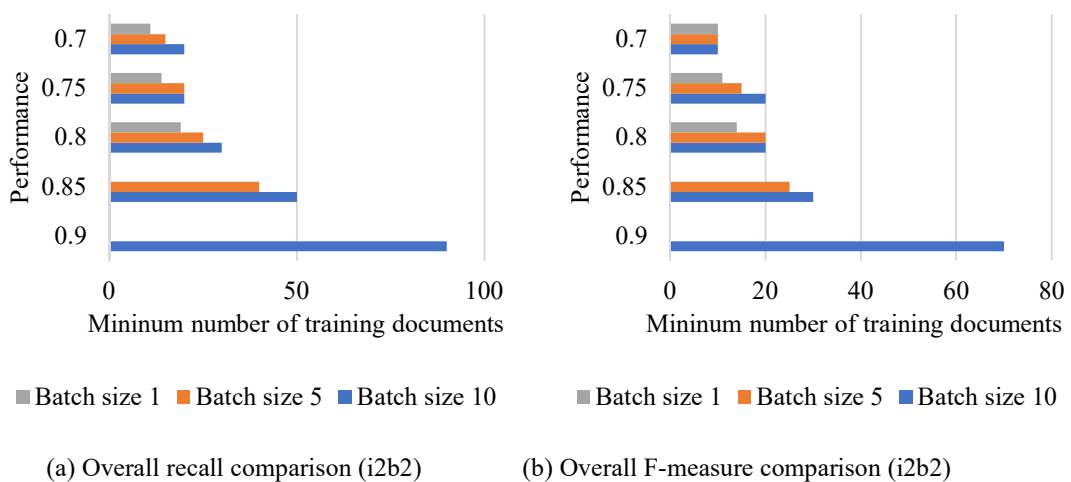 Performance
0.7
0.75
0.8
0.85
0.9
0 50 100
Mininum number of training documents
Batch size 1 Batch size 5 Batch size 10
(a) Overall recall comparison (i2b2)
Performance
0.7
0.75
0.8
0.85
0.9
0 20 40 60 80
Mininum number of training documents
Batch size 1 Batch size 5 Batch size 10
(b) Overall F-measure comparison (i2b2)